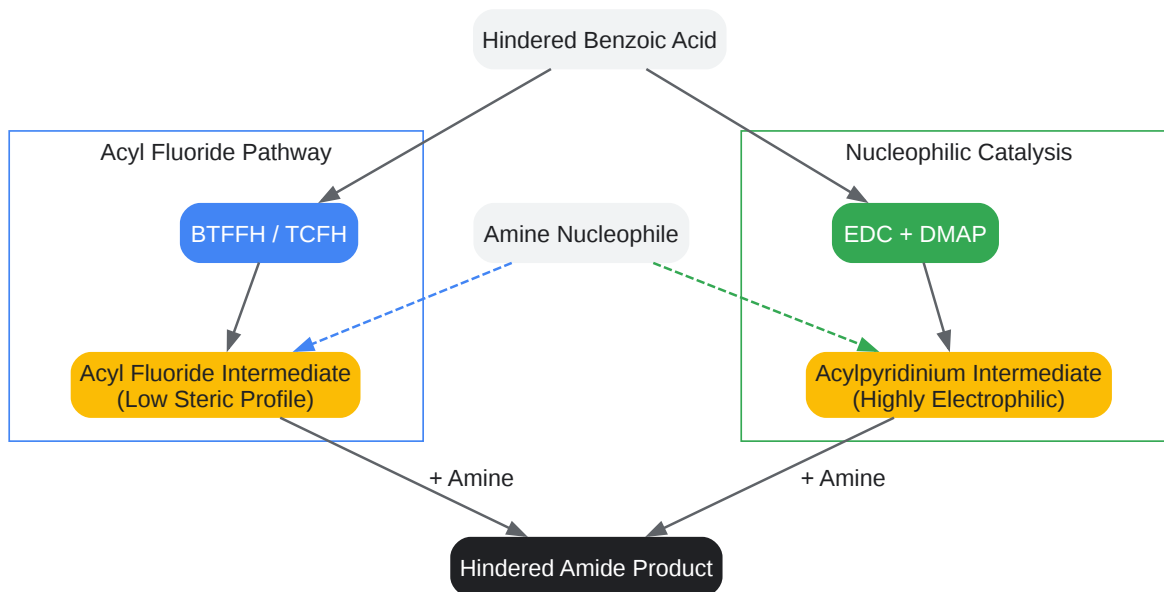 Hindered Benzoic Acid
Acyl Fluoride Pathway
Nucleophilic Catalysis
BTFFH / TCFH
Amine Nucleophile
EDC + DMAP
Acyl Fluoride Intermediate
(Low Steric Profile)
Acylpyridinium Intermediate
(Highly Electrophilic)
+ Amine
+ Amine
Hindered Amide Product